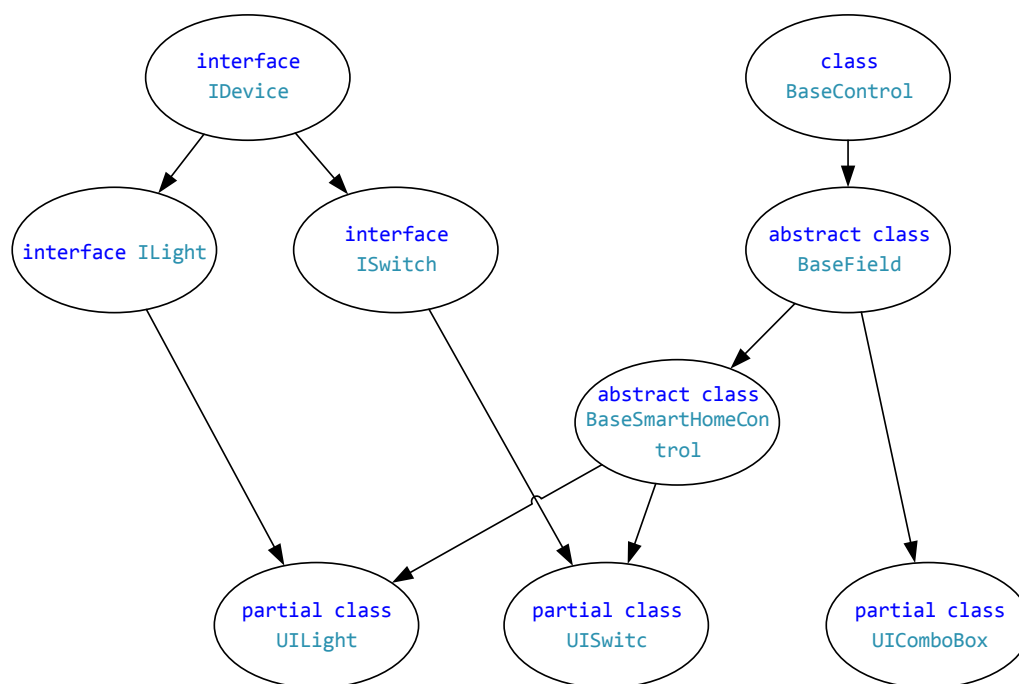 interface
IDevice
class
BaseControl
interface ILight
interface
ISwitch
abstract class
BaseField
abstract class
BaseSmartHomeCon
trol
partial class
UILight
partial class
UISwitc
partial class
UIComboBox